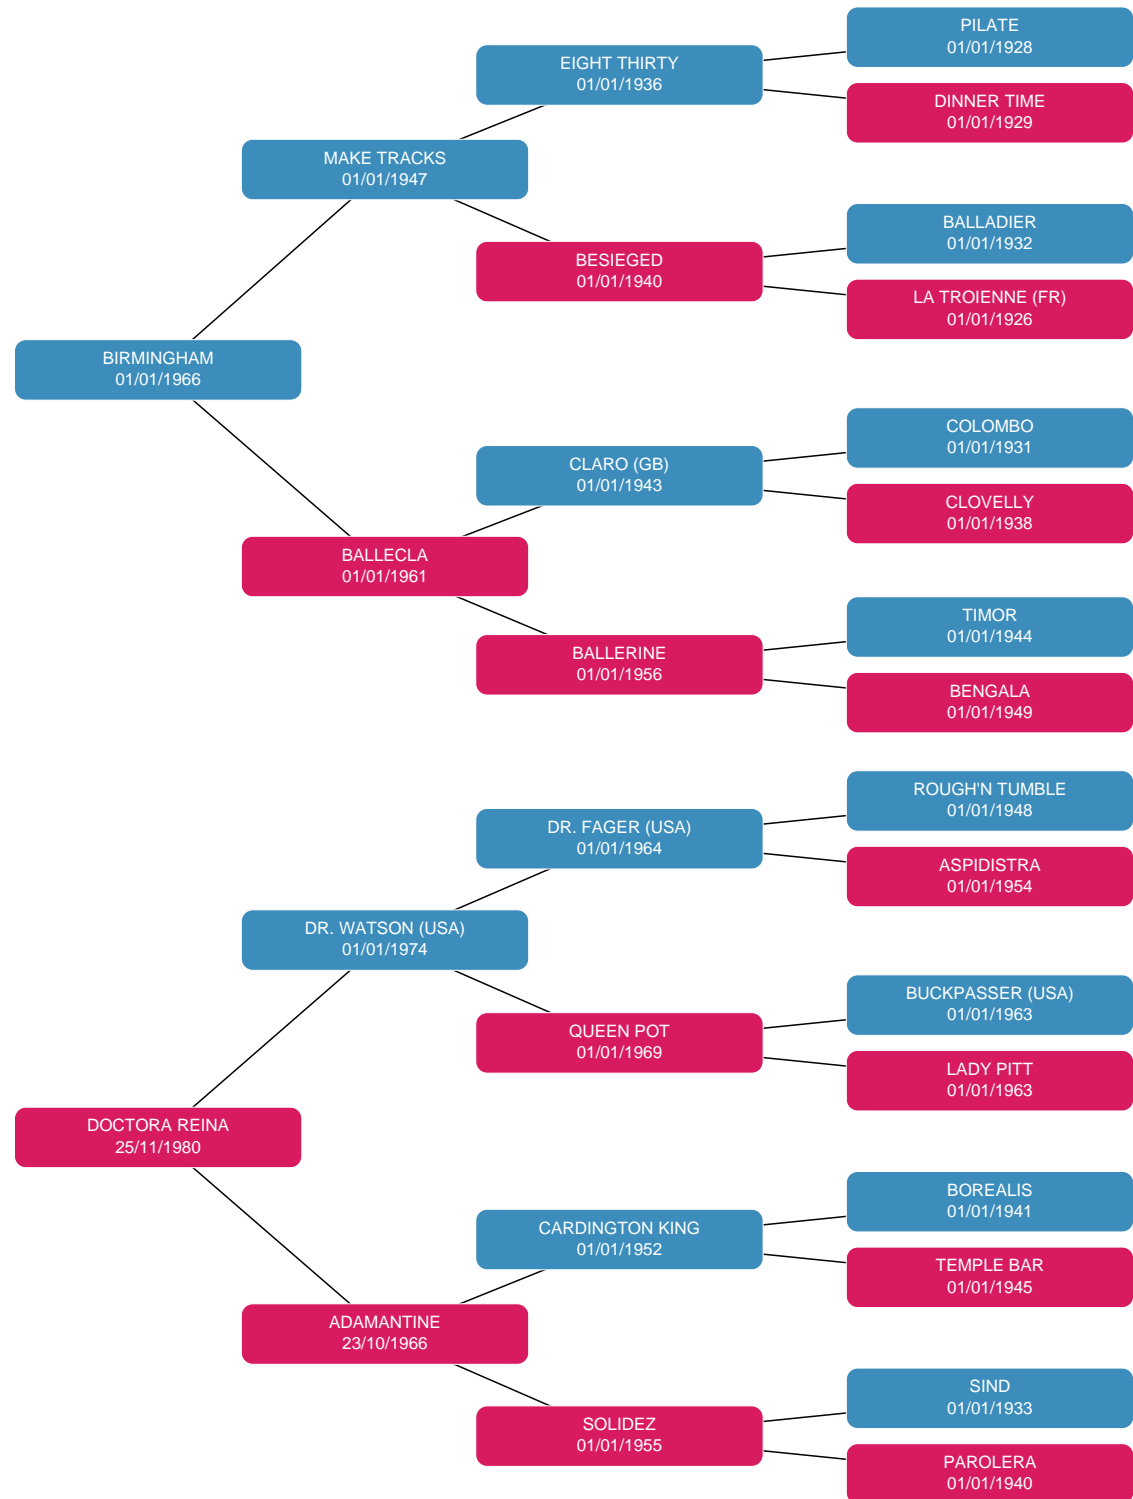 PILATE
01/01/1928
EIGHT THIRTY
01/01/1936
DINNER TIME
01/01/1929
MAKE TRACKS
01/01/1947
BALLADIER
01/01/1932
BESIEGED
01/01/1940
LA TROIENNE (FR)
01/01/1926
BIRMINGHAM
01/01/1966
COLOMBO
01/01/1931
CLARO (GB)
01/01/1943
CLOVELLY
01/01/1938
BALLECLA
01/01/1961
TIMOR
01/01/1944
BALLERINE
01/01/1956
BENGALA
01/01/1949
ROUGH'N TUMBLE
01/01/1948
DR. FAGER (USA)
01/01/1964
ASPIDISTRA
01/01/1954
DR. WATSON (USA)
01/01/1974
BUCKPASSER (USA)
01/01/1963
QUEEN POT
01/01/1969
LADY PITT
01/01/1963
DOCTORA REINA
25/11/1980
BOREALIS
01/01/1941
CARDINGTON KING
01/01/1952
TEMPLE BAR
01/01/1945
ADAMANTINE
23/10/1966
SIND
01/01/1933
SOLIDEZ
01/01/1955
PAROLERA
01/01/1940